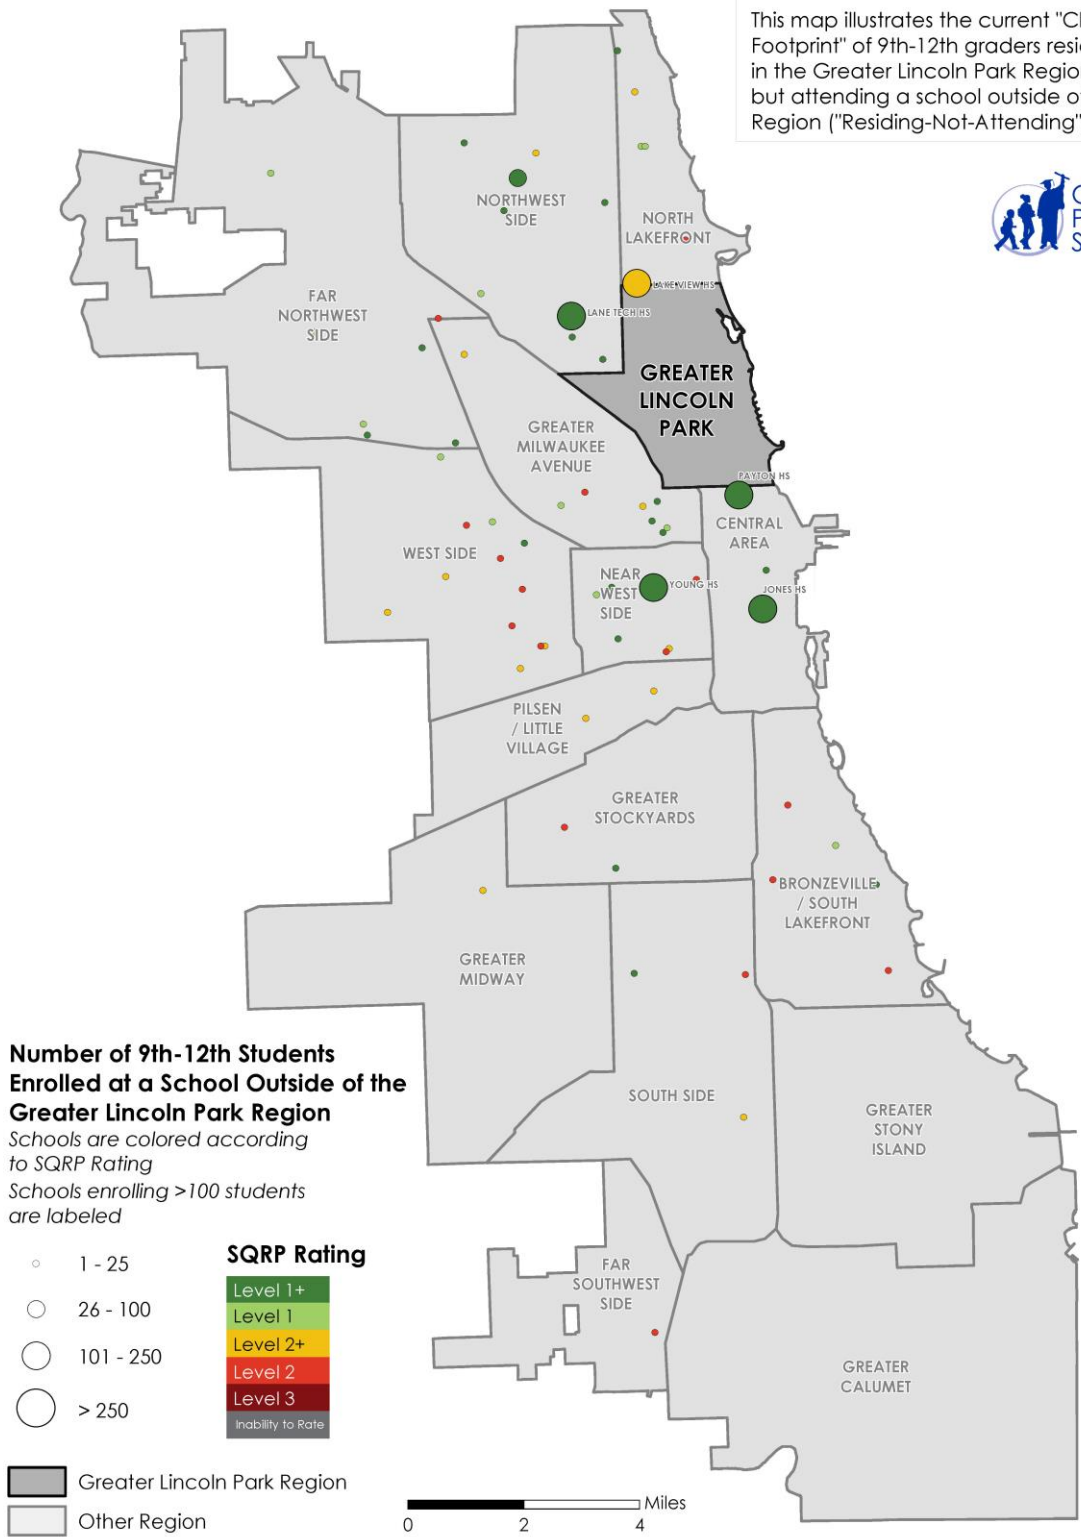 This map illustrates the current "C
Footprint" of 9th-12th graders resi
in the Greater Lincoln Park Region
but attending a school outside o
Region ("Residing-Not-Attending"
NORTHWEST
SIDE
NORTH
LAKEFRONT
LAKE VIEW HS
LANE TECH HS
FAR
NORTHWEST
SIDE
GREATER
LINCOLN
PARK
GREATER
MILWAUKEE
AVENUE
PAYTON HS
CENTRAL
AREA
WEST SIDE
NEAR
WEST
SIDE
YOUNG HS
JONES HS
PILSEN
/ LITTLE
VILLAGE
GREATER
STOCKYARDS
BRONZEVILLE
/ SOUTH
LAKEFRONT
GREATER
MIDWAY
SOUTH SIDE
GREATER
STONY
ISLAND
FAR
SOUTHWEST
SIDE
GREATER
CALUMET
Number of 9th-12th Students
Enrolled at a School Outside of the
Greater Lincoln Park Region
Schools are colored according
to SQRP Rating
Schools enrolling >100 students
are labeled
1 - 25
26 - 100
101 - 250
> 250
SQRP Rating
Level 1+
Level 1
Level 2+
Level 2
Level 3
Inability to Rate
Greater Lincoln Park Region
Other Region
Miles
0 2 4